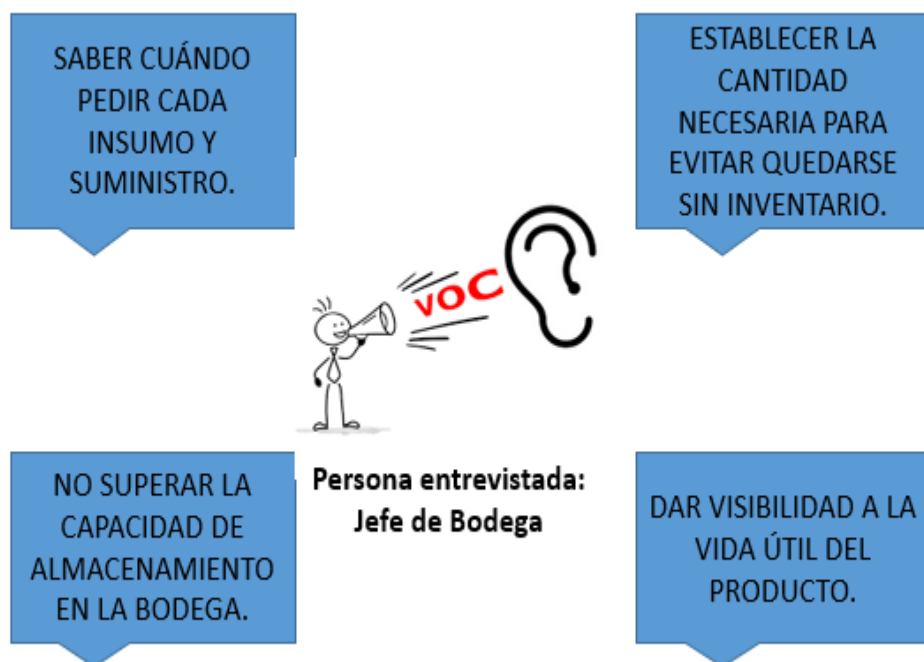 SABER CUÁNDO
PEDIR CADA
INSUMO Y
SUMINISTRO.
ESTABLECER LA
CANTIDAD
NECESARIA PARA
EVITAR QUEDARSE
SIN INVENTARIO.
VOC
NO SUPERAR LA
CAPACIDAD DE
ALMACENAMIENTO
EN LA BODEGA.
Persona entrevistada:
Jefe de Bodega
DAR VISIBILIDAD A LA
VIDA ÚTIL DEL
PRODUCTO.